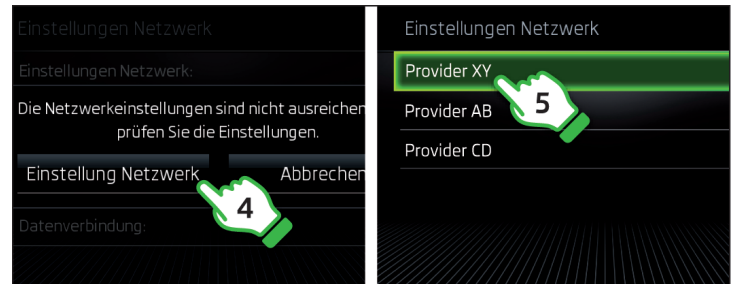 Einstellungen Netzwerk
Einstellungen Netzwerk:
Die Netzwerkeinstellungen sind nicht ausreichen
prüfen Sie die Einstellungen.
Einstellung Netzwerk
Abbrechen
4
Datenverbindung:
Einstellungen Netzwerk
Provider XY
5
Provider AB
Provider CD